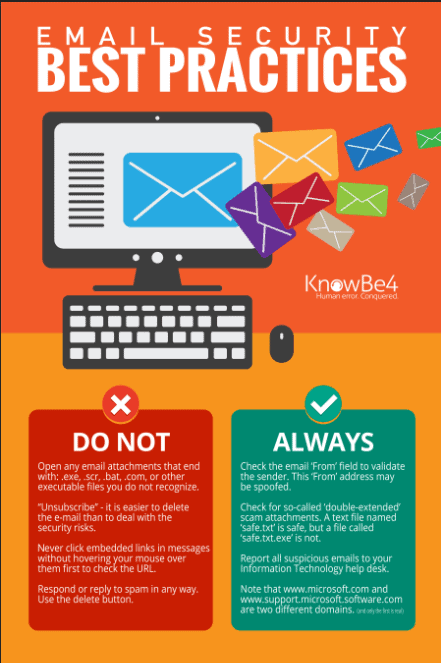 EMAIL SECURITY
BEST PRACTICES
KnowBe4
Human error. Conquered.
DO NOT
Open any email attachments that end
with: .exe, .scr, .bat, .com, or other
executable files you do not recognize.
"Unsubscribe" - it is easier to delete
the e-mail than to deal with the
security risks.
Never click embedded links in messages
without hovering your mouse over
them first to check the URL.
Respond or reply to spam in any way.
Use the delete button.
ALWAYS
Check the email 'From' field to validate
the sender. This 'From' address may
be spoofed.
Check for so-called 'double-extended'
scam attachments. A text file named
'safe.txt' is safe, but a file called
'safe.txt.exe' is not.
Report all suspicious emails to your
Information Technology help desk.
Note that www.microsoft.com and
www.support.microsoft.software.com
are two different domains. (and only the first is real)